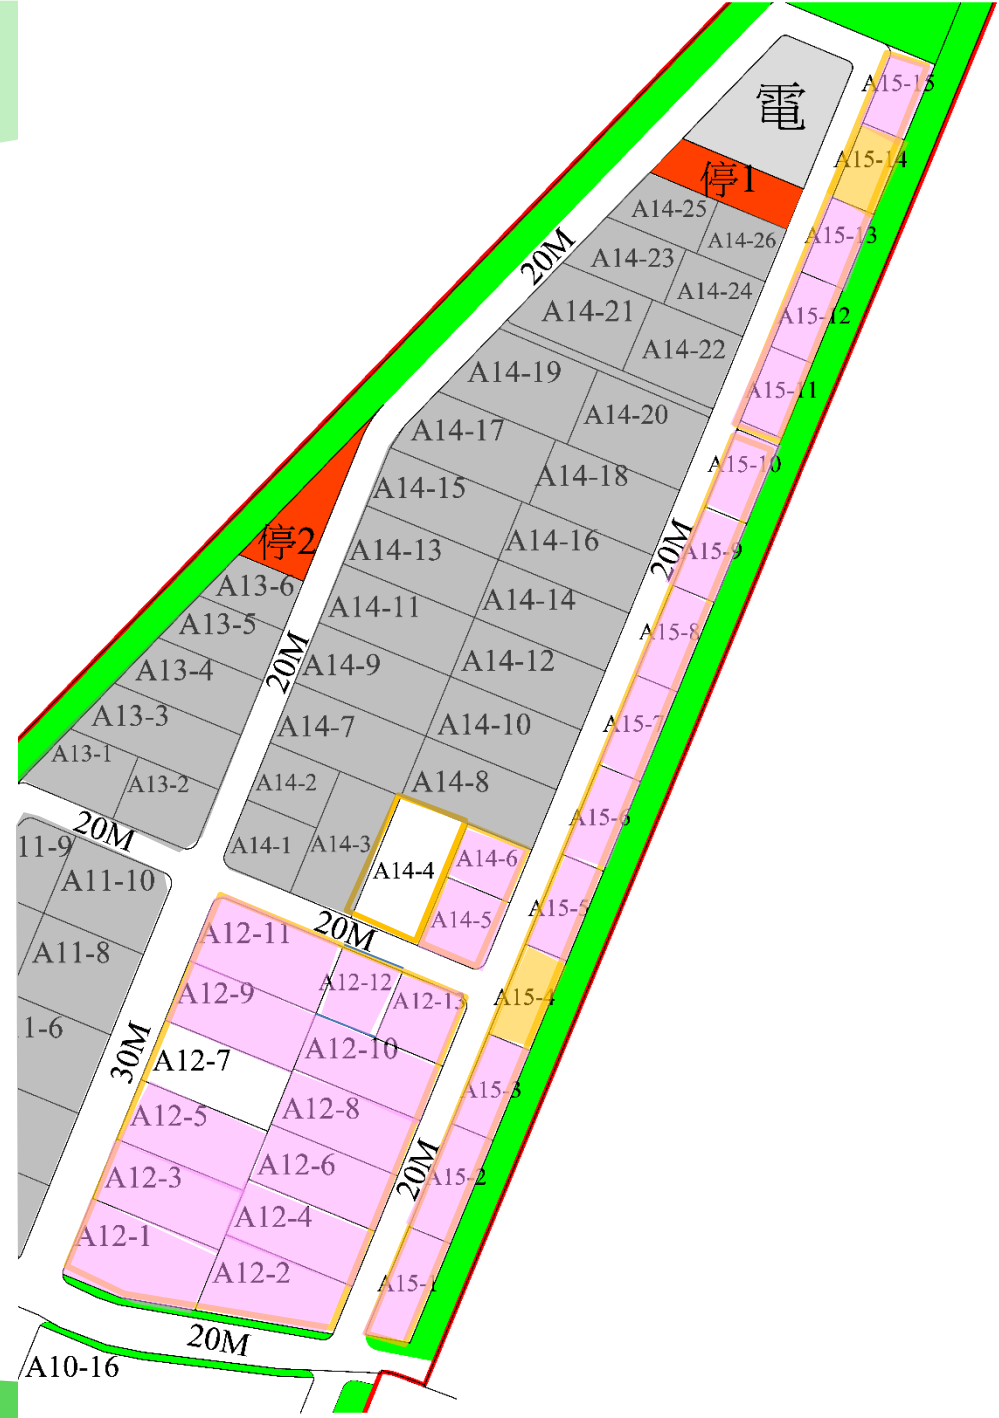 A15-15
電
A15-14
停1
A14-25
A14-26
A15-13
20M
A14-23
A14-24
A14-21
A15-12
A14-22
A14-19
A15-11
A14-20
A14-17
A15-10
A14-18
A14-15
停2
A14-16
A14-13
20M
A15-9
A13-6
A14-14
A14-11
A13-5
A15-8
20M
A14-9
A14-12
A13-4
A13-3
A14-7
A14-10
A15-7
A13-1
A13-2
A14-2
A14-8
A15-6
20M
11-9
A14-1
A14-3
A14-4
A14-6
A11-10
A15-5
A14-5
20M
A12-11
A11-8
A12-12
A12-13
A12-9
A15-4
1-6
30M
A12-7
A12-10
A15-3
A12-5
A12-8
A12-3
A12-6
20M
A15-2
A12-1
A12-4
A12-2
A15-1
20M
A10-16